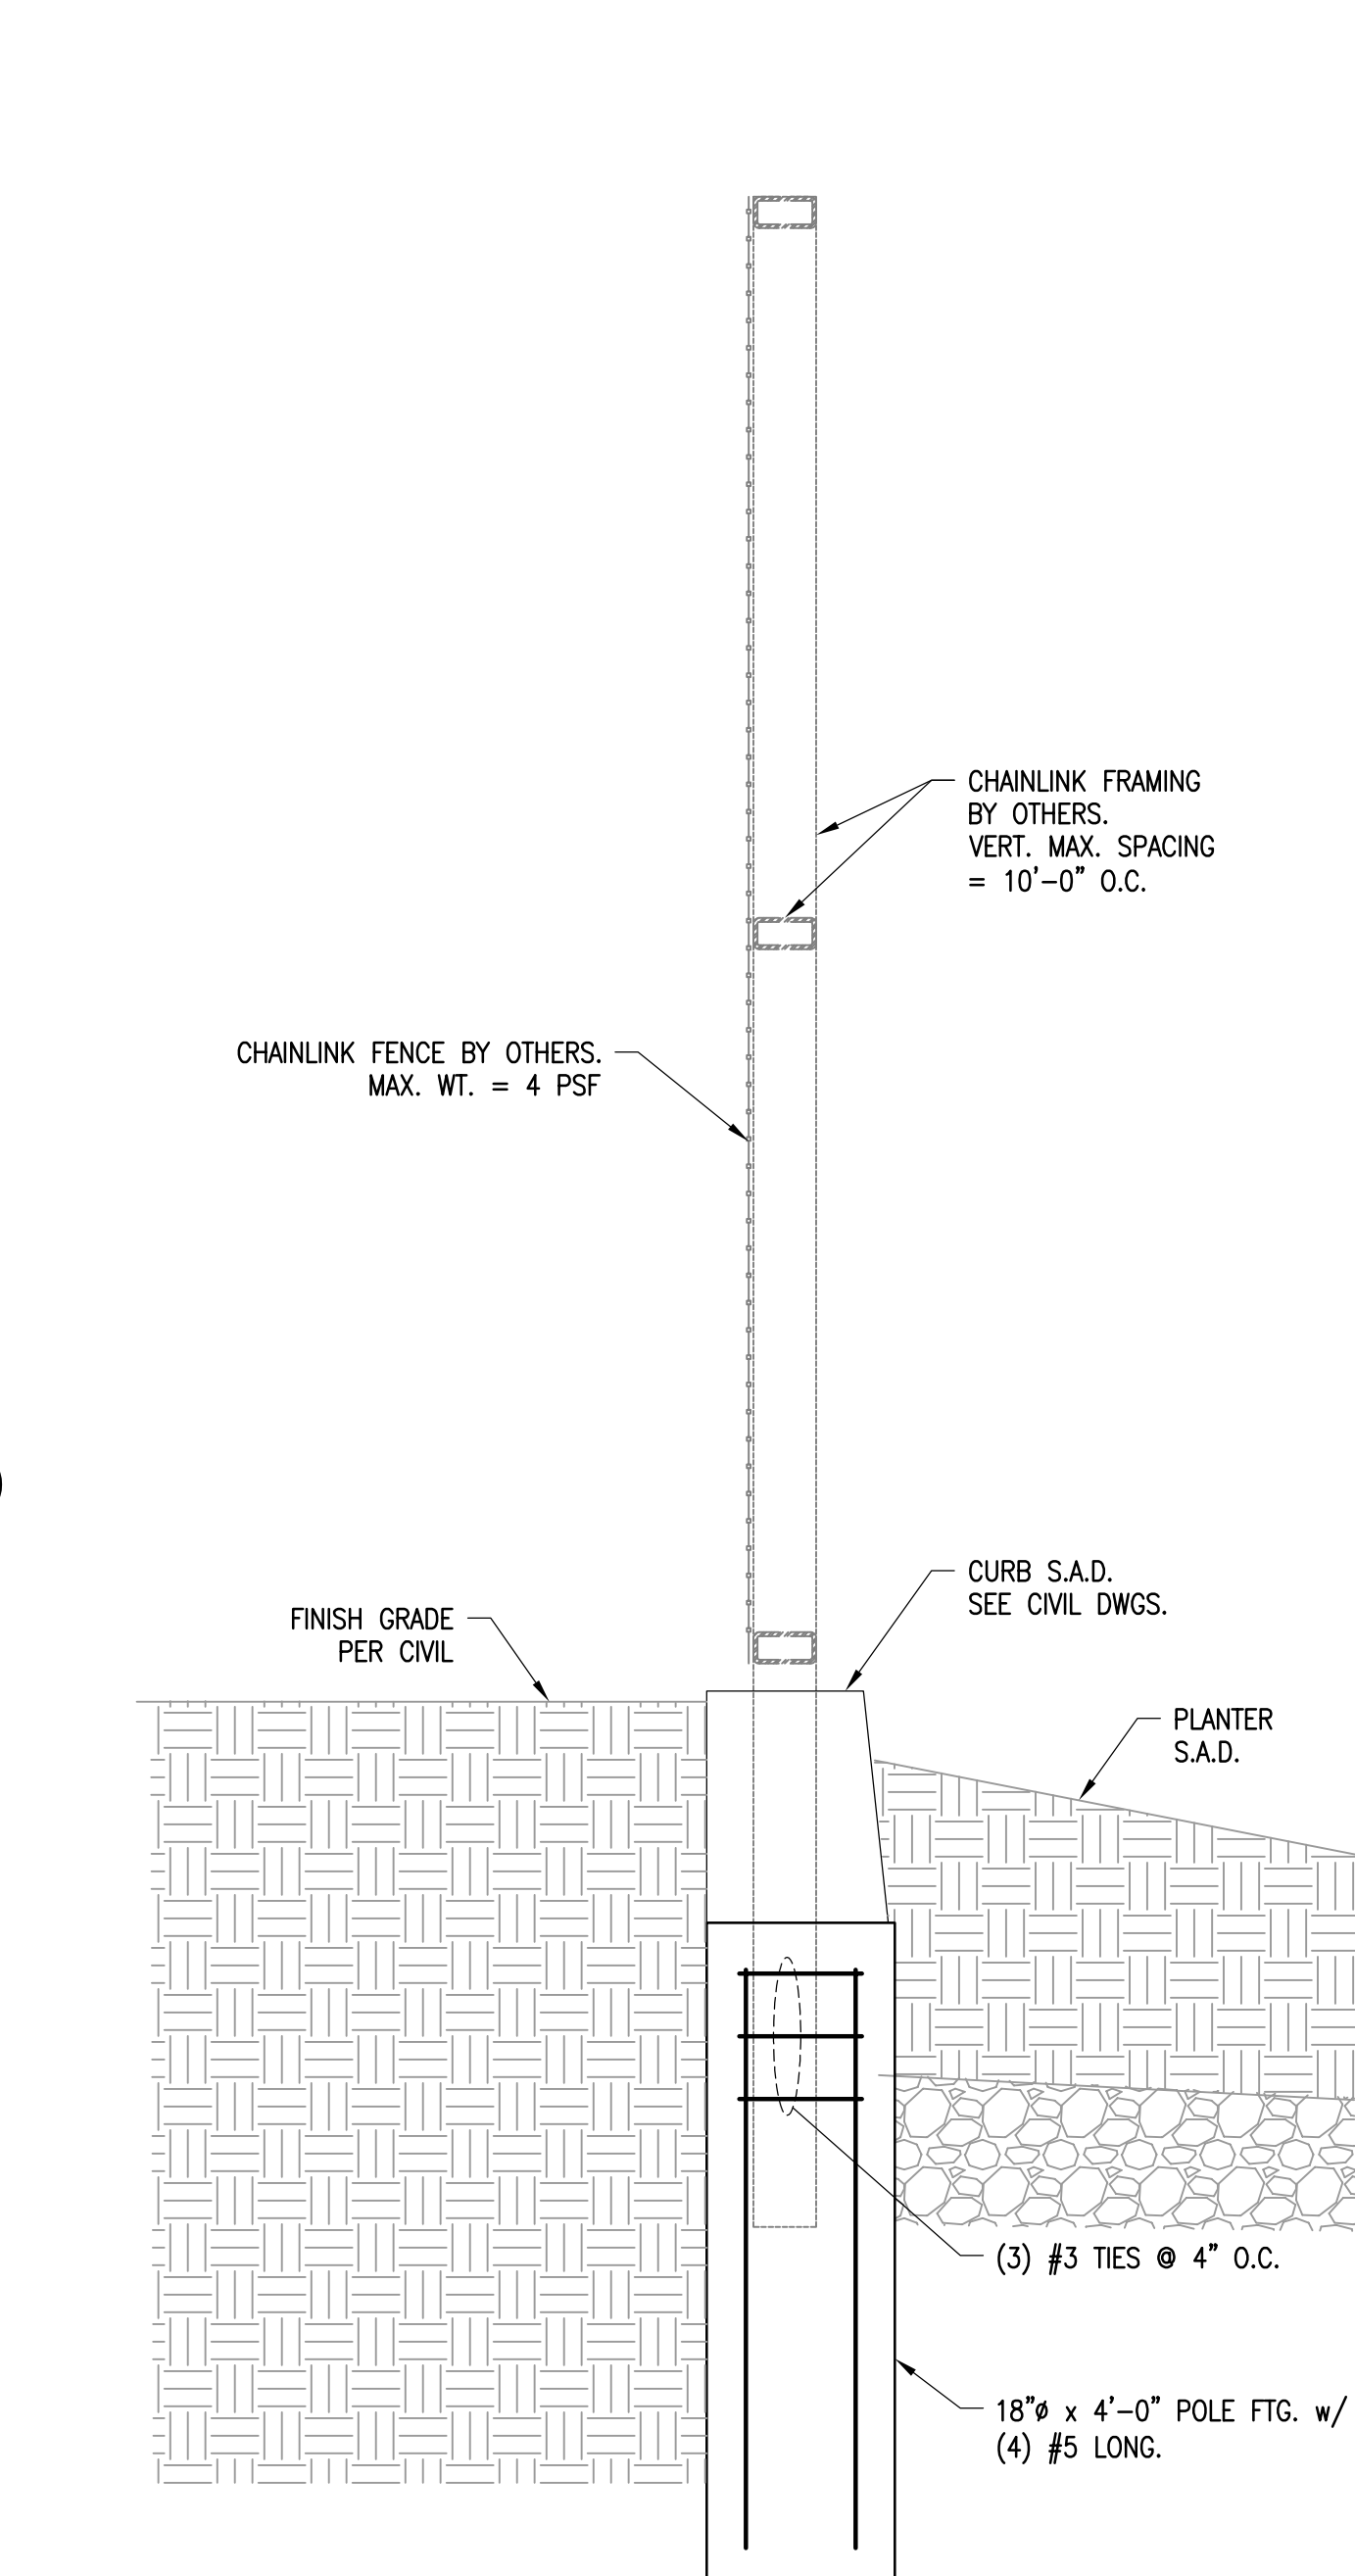 CHAINLINK FRAMING
BY OTHERS.
VERT. MAX. SPACING
= 10'-0" O.C.
CHAINLINK FENCE BY OTHERS.
MAX. WT. = 4 PSF
CURB S.A.D.
SEE CIVIL DWGS.
FINISH GRADE
PER CIVIL
PLANTER
S.A.D.
(3) #3 TIES @ 4" O.C.
18"ø x 4'-0" POLE FTG. w/
(4) #5 LONG.